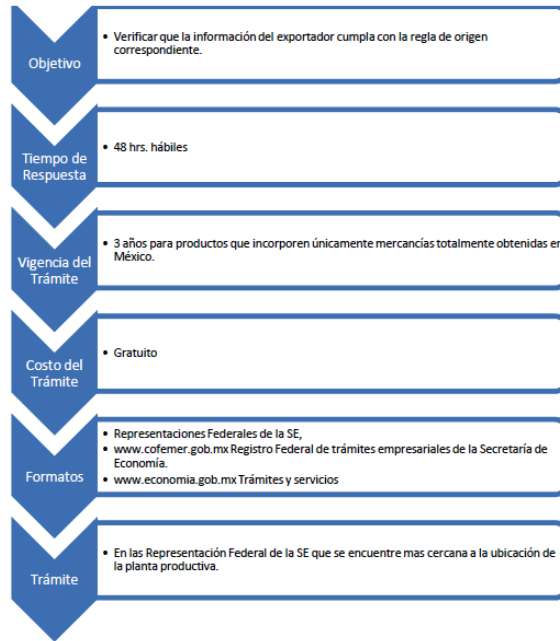 Objetivo
• Verificar que la información del exportador cumpla con la regla de origen
correspondiente.
Tiempo de
Respuesta
• 48 hrs. hábiles
Vigencia del
Trámite
• 3 años para productos que incorporen únicamente mercancías totalmente obtenidas en
México.
Costo del
Trámite
• Gratuito
Formatos
• Representaciones Federales de la SE,
• www.cofemer.gob.mx Registro Federal de trámites empresariales de la Secretaría de
Economía.
• www.economia.gob.mx Trámites y servicios
Trámite
• En las Representación Federal de la SE que se encuentre mas cercana a la ubicación de
la planta productiva.